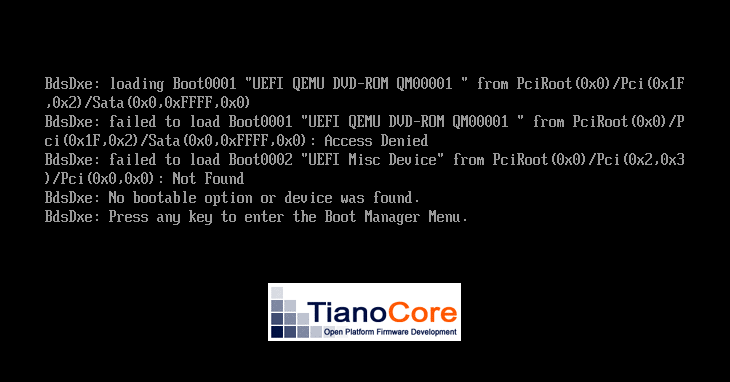 BdsDxe: loading Boot0001 "UEFI QEMU DVD-ROM QM00001 " from PciRoot(0x0)/Pci(0x1F
,0x2)/Sata(0x0,0xFFFF,0x0)
BdsDxe: failed to load Boot0001 "UEFI QEMU DVD-ROM QM00001 " from PciRoot(0x0)/P
ci(0x1F,0x2)/Sata(0x0,0xFFFF,0x0): Access Denied
BdsDxe: failed to load Boot0002 "UEFI Misc Device" from PciRoot(0x0)/Pci(0x2,0x3
)/Pci(0x0,0x0): Not Found
BdsDxe: No bootable option or device was found.
BdsDxe: Press any key to enter the Boot Manager Menu.
TianoCore
Open Platform Firmware Development